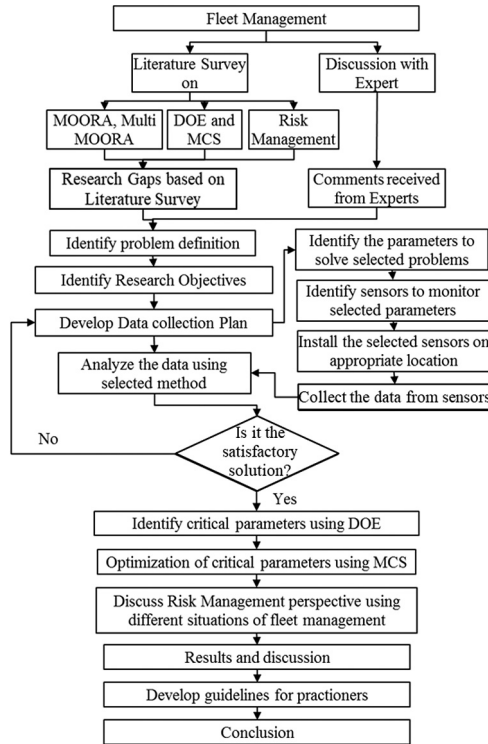 Fleet Management
Literature Survey
on
Discussion with
Expert
MOORA, Multi
MOORA
DOE and
MCS
Risk
Management
Research Gaps based on
Literature Survey
Comments received
from Experts
Identify problem definition
Identify Research Objectives
Develop Data collection Plan
Analyze the data using
selected method
Identify the parameters to
solve selected problems
Identify sensors to monitor
selected parameters
Install the selected sensors on
appropriate location
Collect the data from sensors
Is it the
satisfactory
solution?
No
Yes
Identify critical parameters using DOE
Optimization of critical parameters using MCS
Discuss Risk Management perspective using
different situations of fleet management
Results and discussion
Develop guidelines for practioners
Conclusion